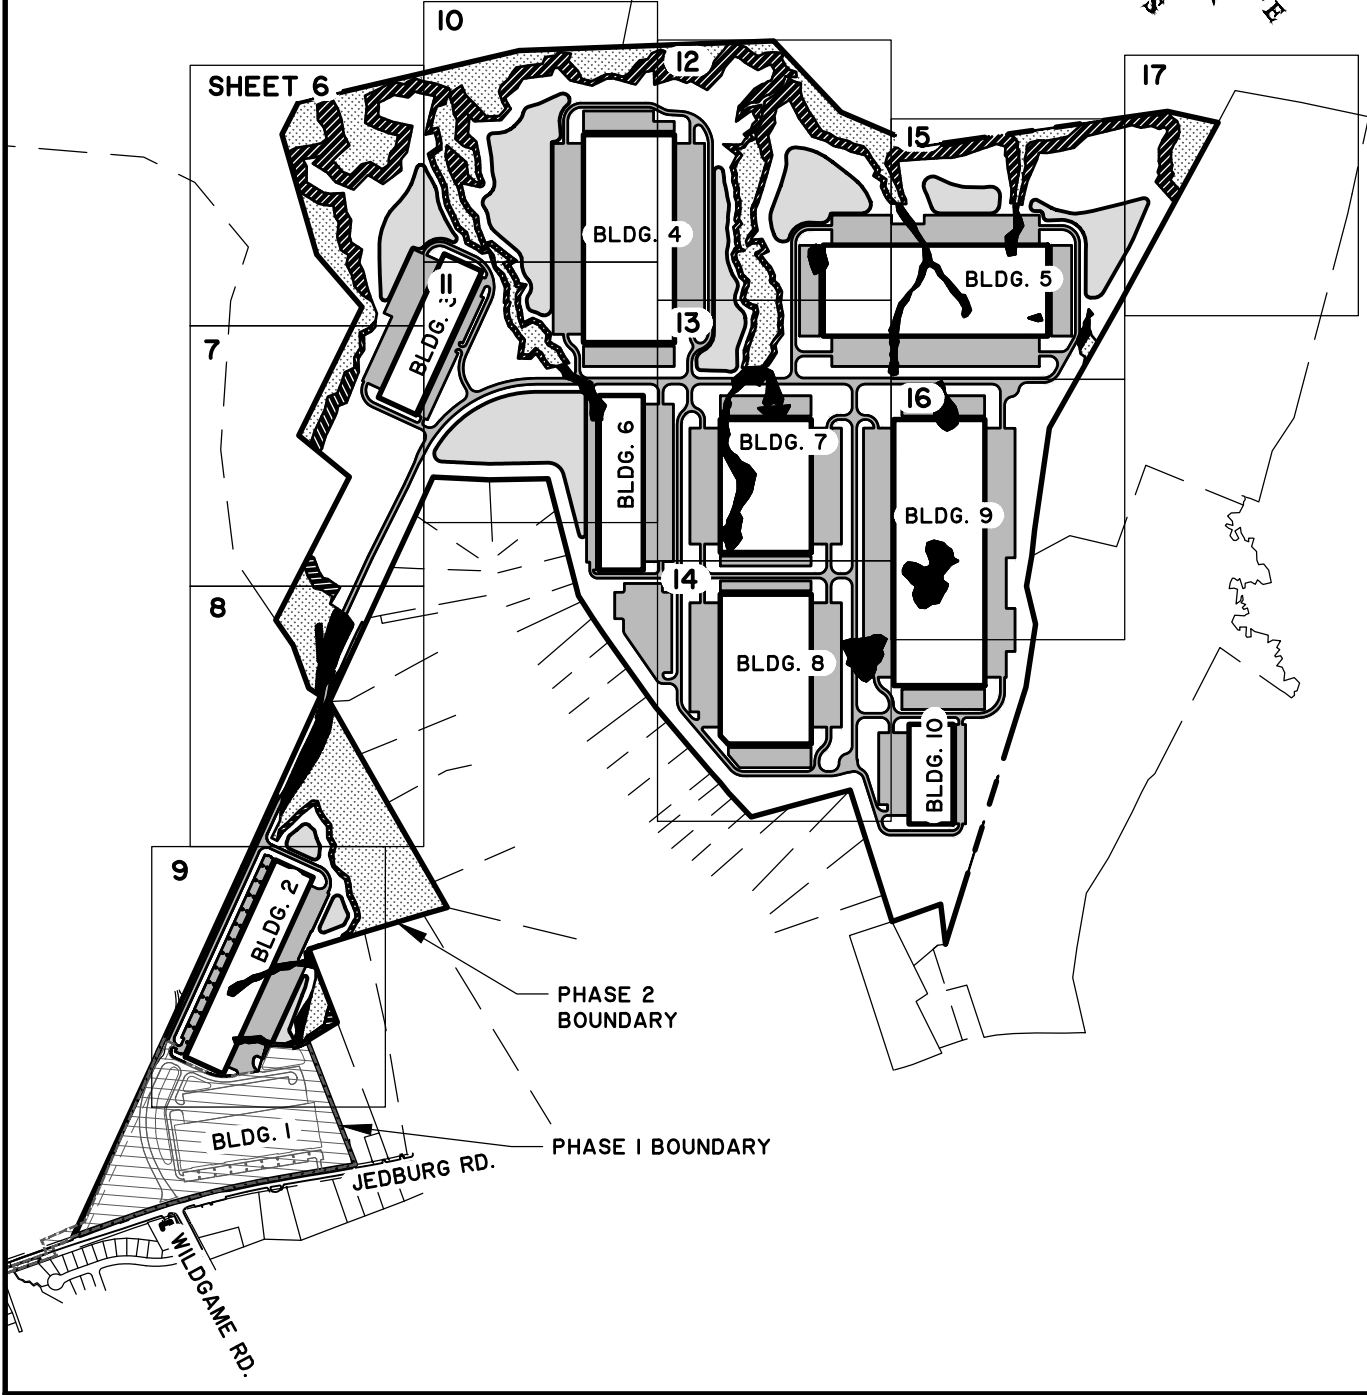 S E
10
12
17
SHEET 6
15
BLDG. 4
11
BLDG. 5
BLDG. 3
13
7
16
BLDG. 6
BLDG. 7
BLDG. 9
14
8
BLDG. 8
BLDG. 10
9
BLDG. 2
PHASE 2
BOUNDARY
BLDG. 1
PHASE 1 BOUNDARY
JEDBURG RD.
WILDGAME RD.